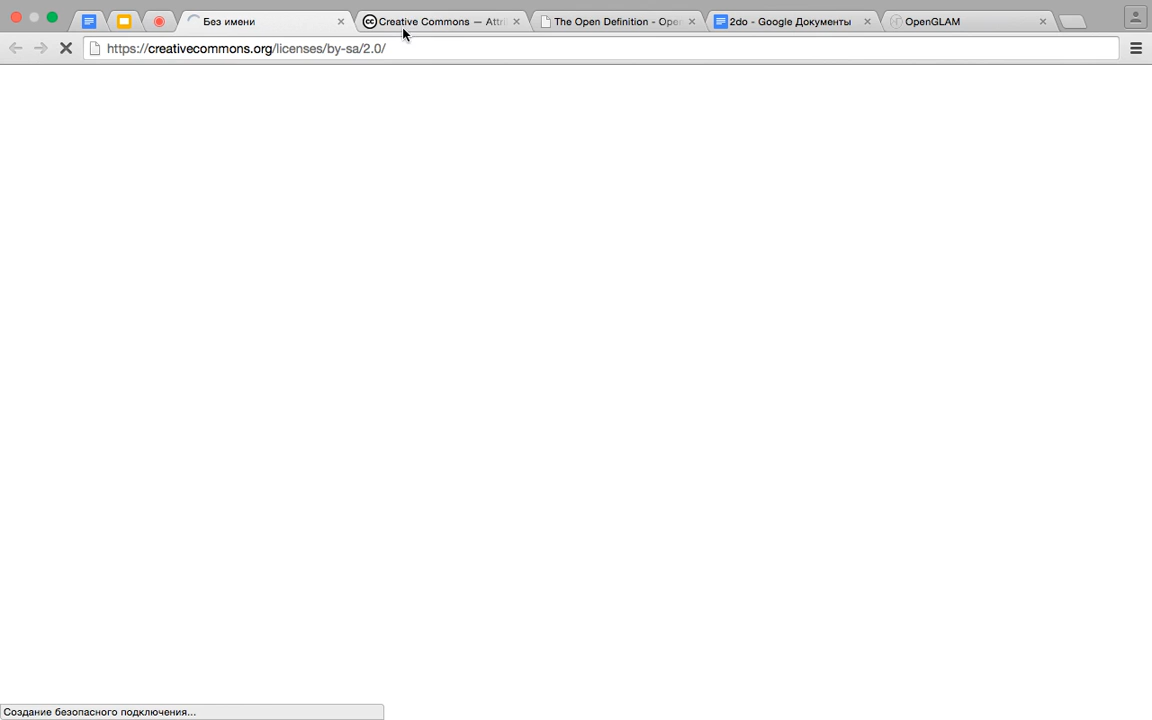 Без имени
Creative Commons — Attri
The Open Definition - Open
2do - Google Документы
OpenGLAM
https://creativecommons.org/licenses/by-sa/2.0/
Создание безопасного подключения...